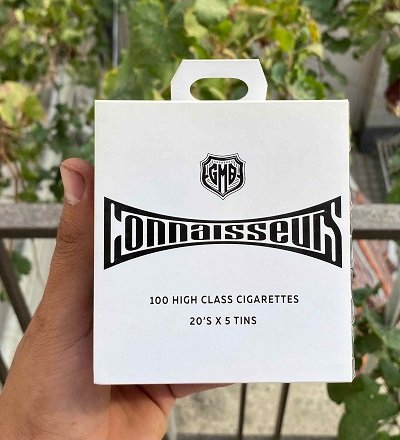 GMB
Connaisseurs
100 HIGH CLASS CIGARETTES
20'S X 5 TINS